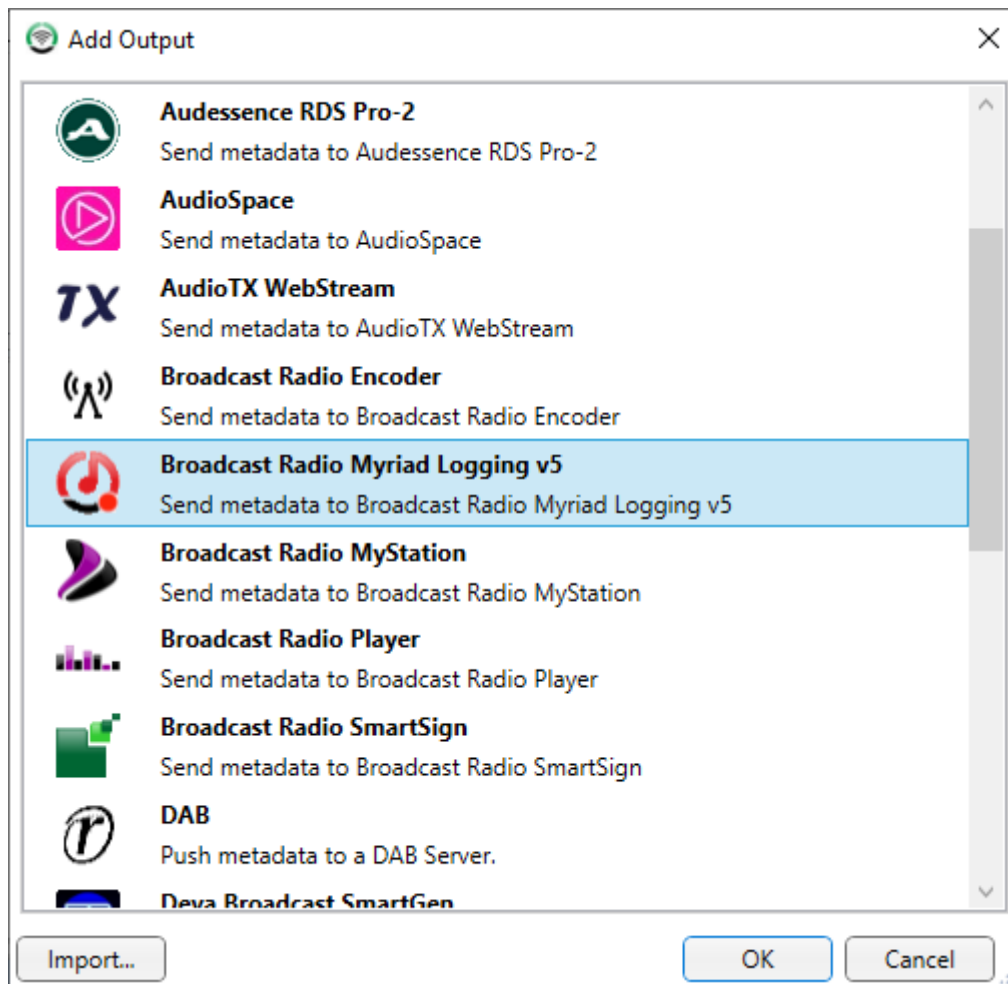 Add Output
Audessence RDS Pro-2
Send metadata to Audessence RDS Pro-2
AudioSpace
Send metadata to AudioSpace
TX
AudioTX WebStream
Send metadata to AudioTX WebStream
Broadcast Radio Encoder
Send metadata to Broadcast Radio Encoder
Broadcast Radio Myriad Logging v5
Send metadata to Broadcast Radio Myriad Logging v5
Broadcast Radio MyStation
Send metadata to Broadcast Radio MyStation
Broadcast Radio Player
Send metadata to Broadcast Radio Player
Broadcast Radio SmartSign
Send metadata to Broadcast Radio SmartSign
r
DAB
Push metadata to a DAB Server.
Deva Broadcast SmartGen
Import...
OK
Cancel